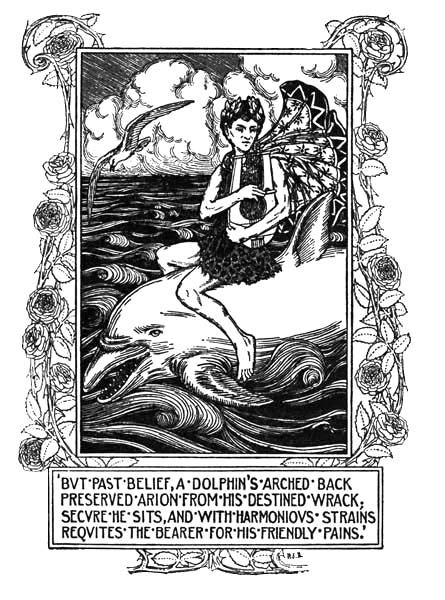 'BVT·PAST·BELIEF, A·DOLPHIN'S·ARCHED·BACK
PRESERVED·ARION·FROM·HIS·DESTINED·WRACK;
SECVRE·HE·SITS, AND·WITH·HARMONIOVS·STRAINS
REQVITES·THE·BEARER·FOR·HIS·FRIENDLY·PAINS.'